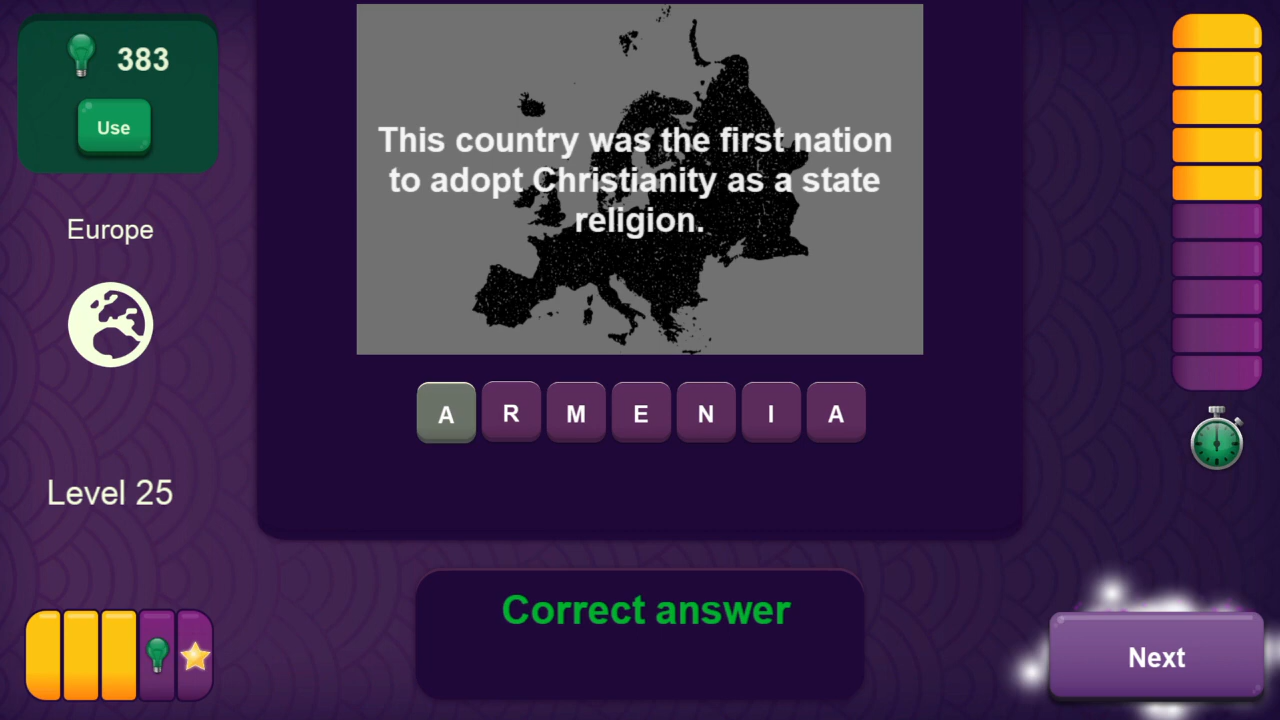 383
Use
Europe
Level 25
This country was the first nation
to adopt Christianity as a state
religion.
A R M E N I A
Correct answer
Next